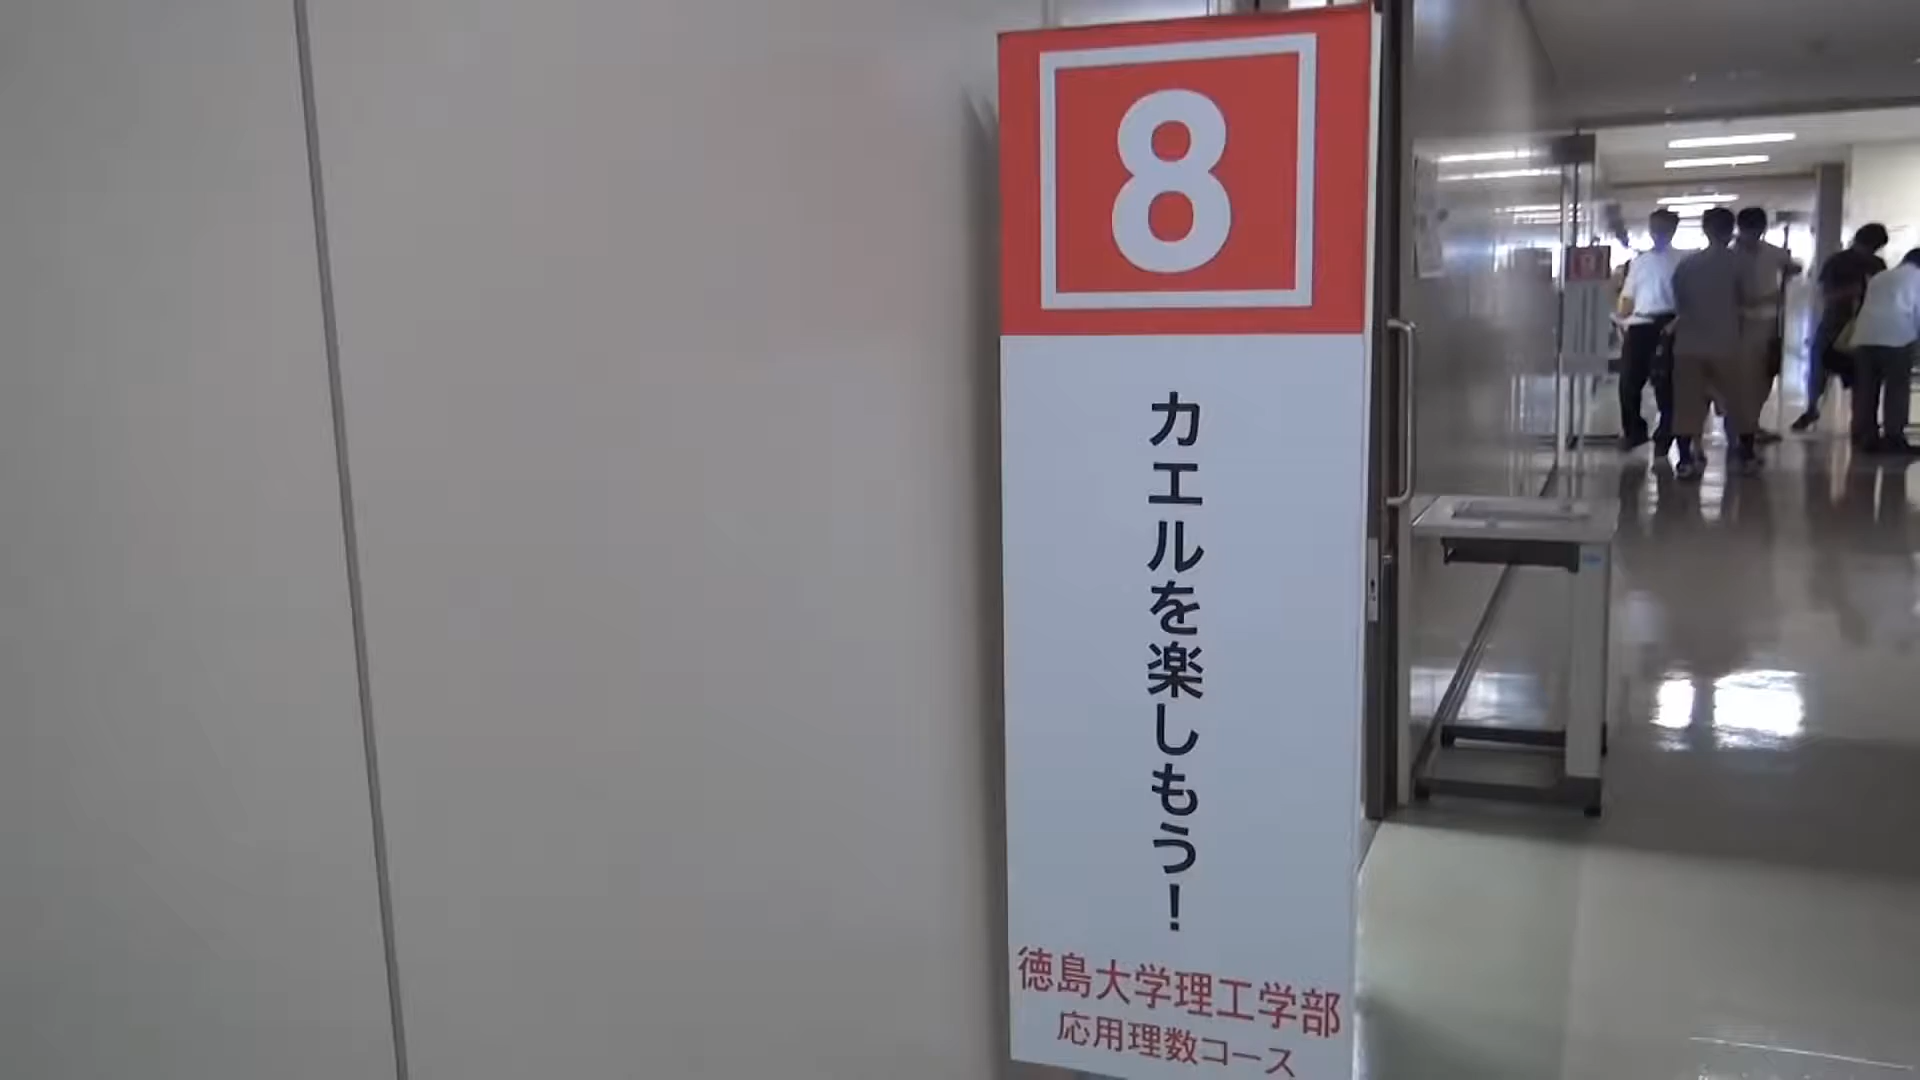 8
カエルを楽しもう!
徳島大学理工学部
応用理数コース